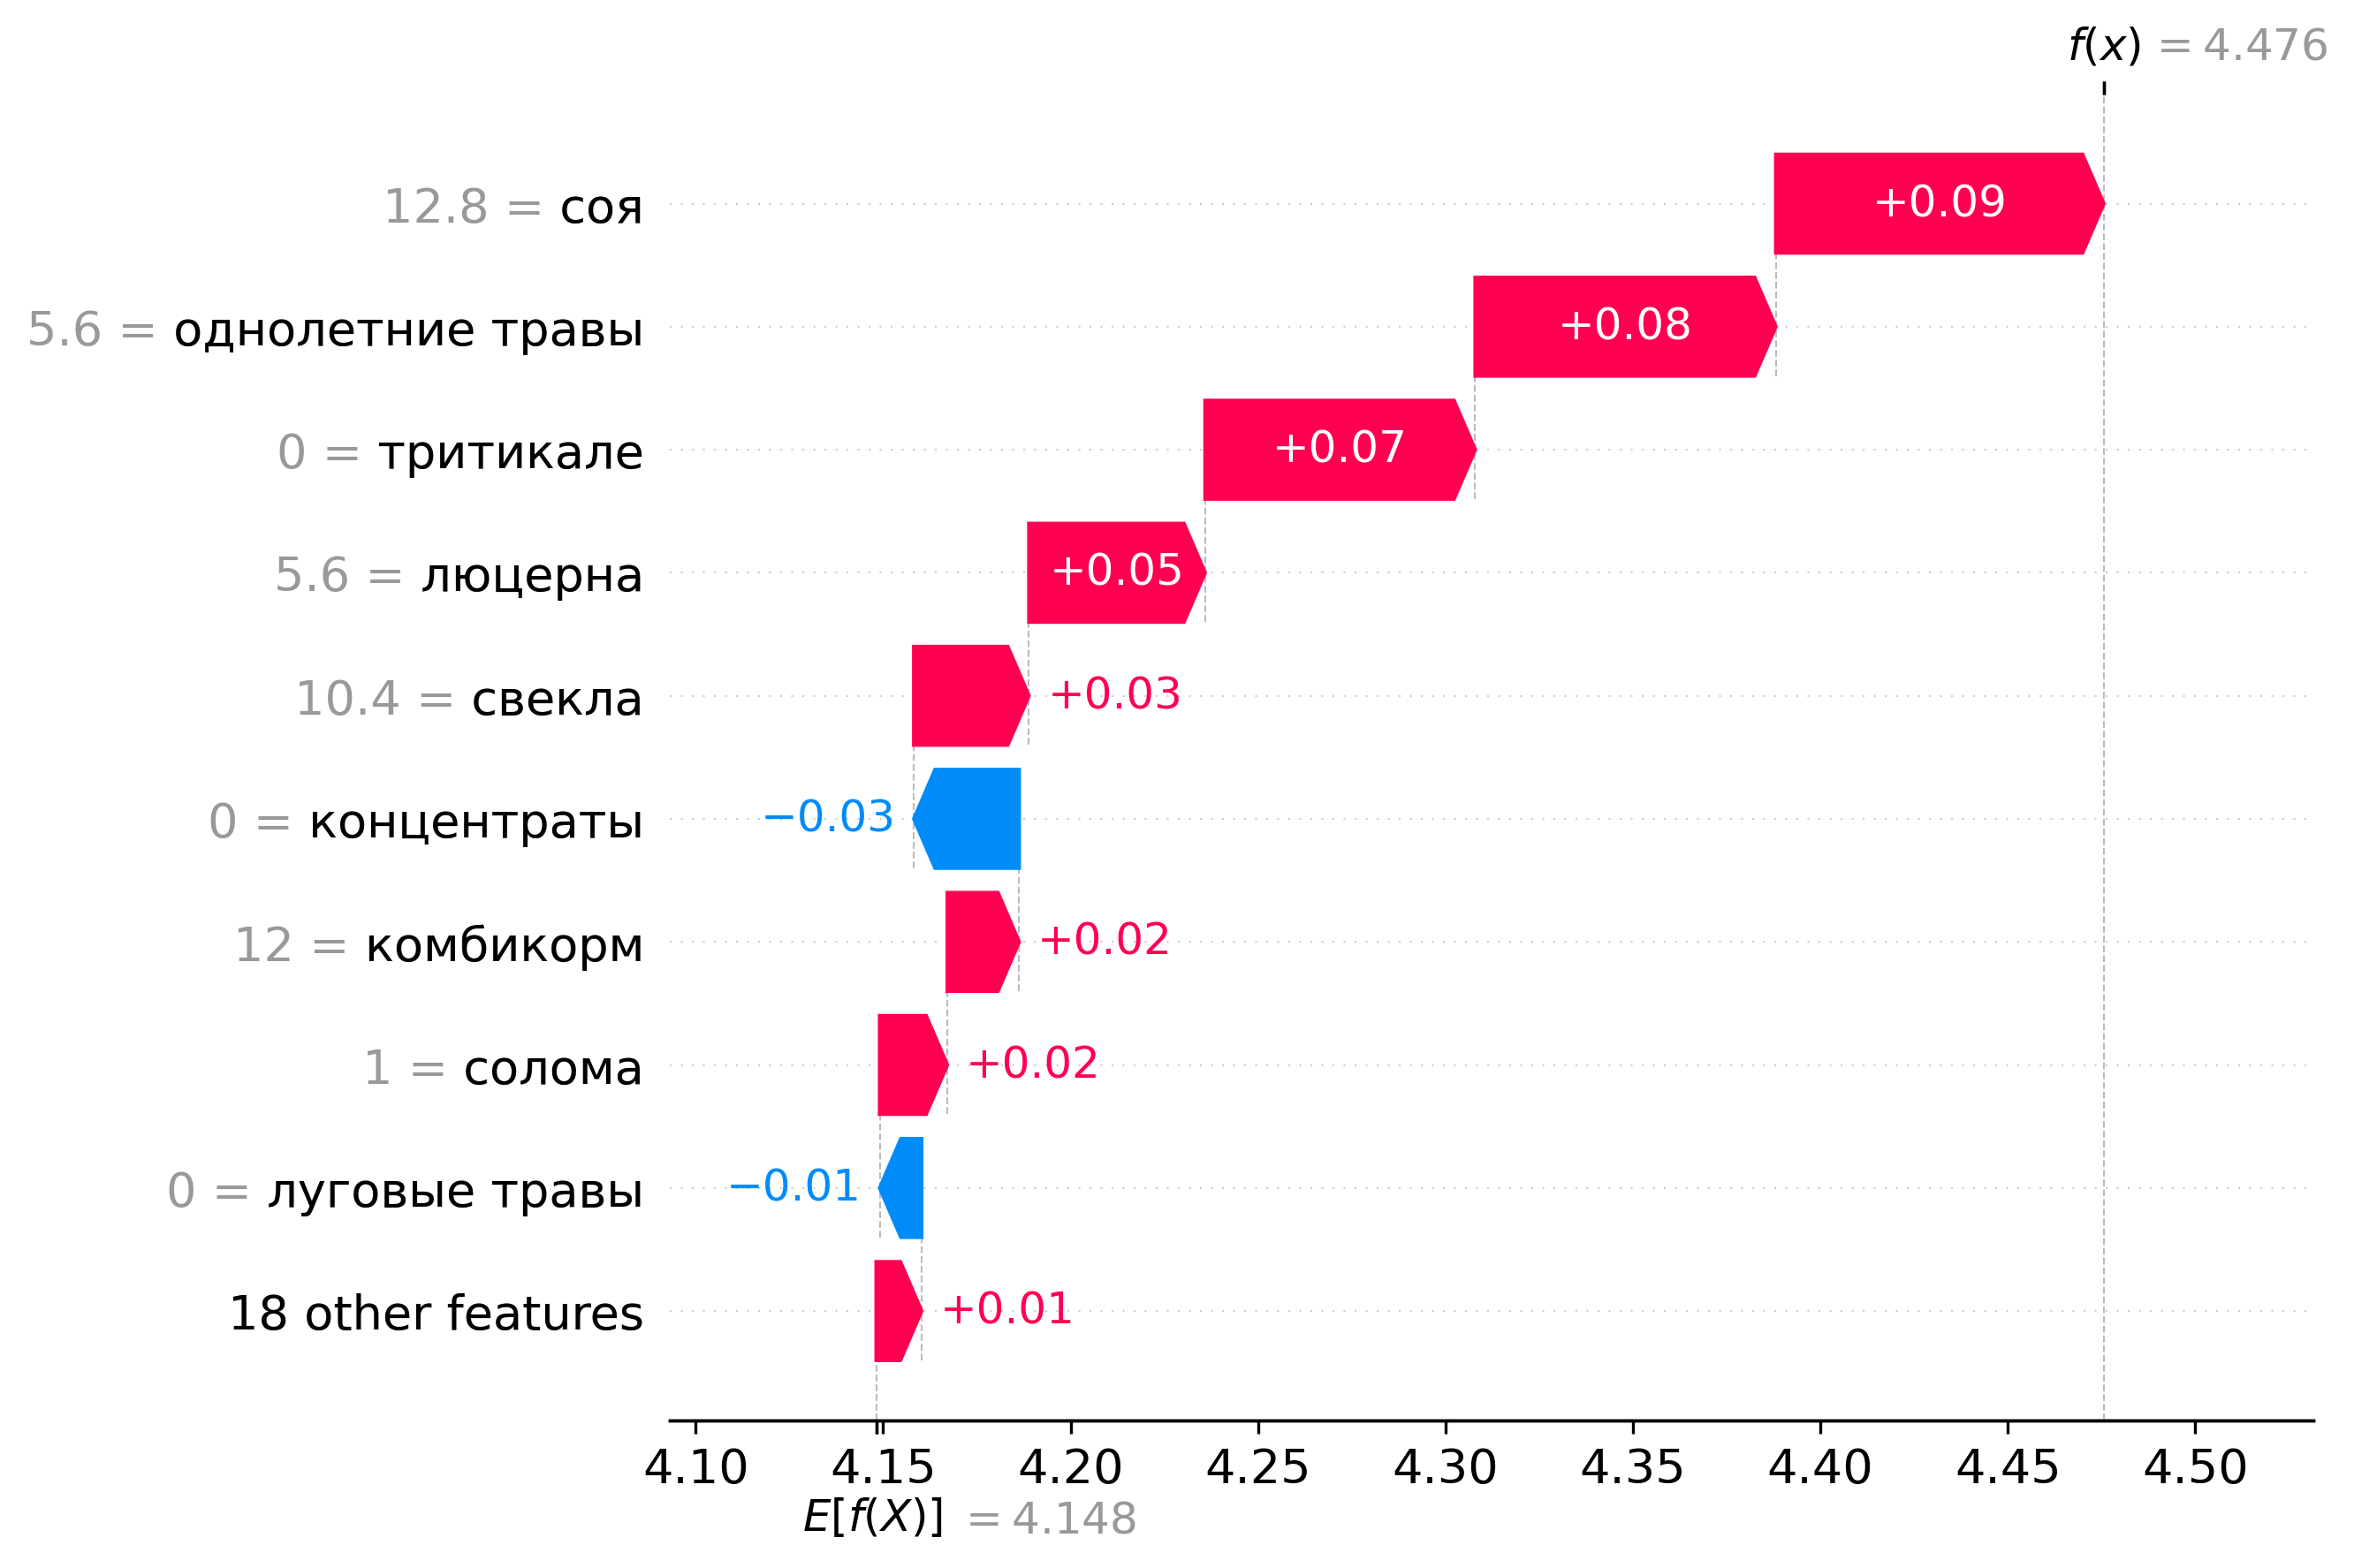 f(x) = 4.476
12.8 = соя +0.09
5.6 = однолетние травы +0.08
0 = тритикале +0.07
5.6 = люцерна +0.05
10.4 = свекла +0.03
0 = концентраты −0.03
12 = комбикорм +0.02
1 = солома +0.02
0 = луговые травы −0.01
18 other features +0.01
4.10 4.15 4.20 4.25 4.30 4.35 4.40 4.45 4.50
E[f(X)] = 4.148